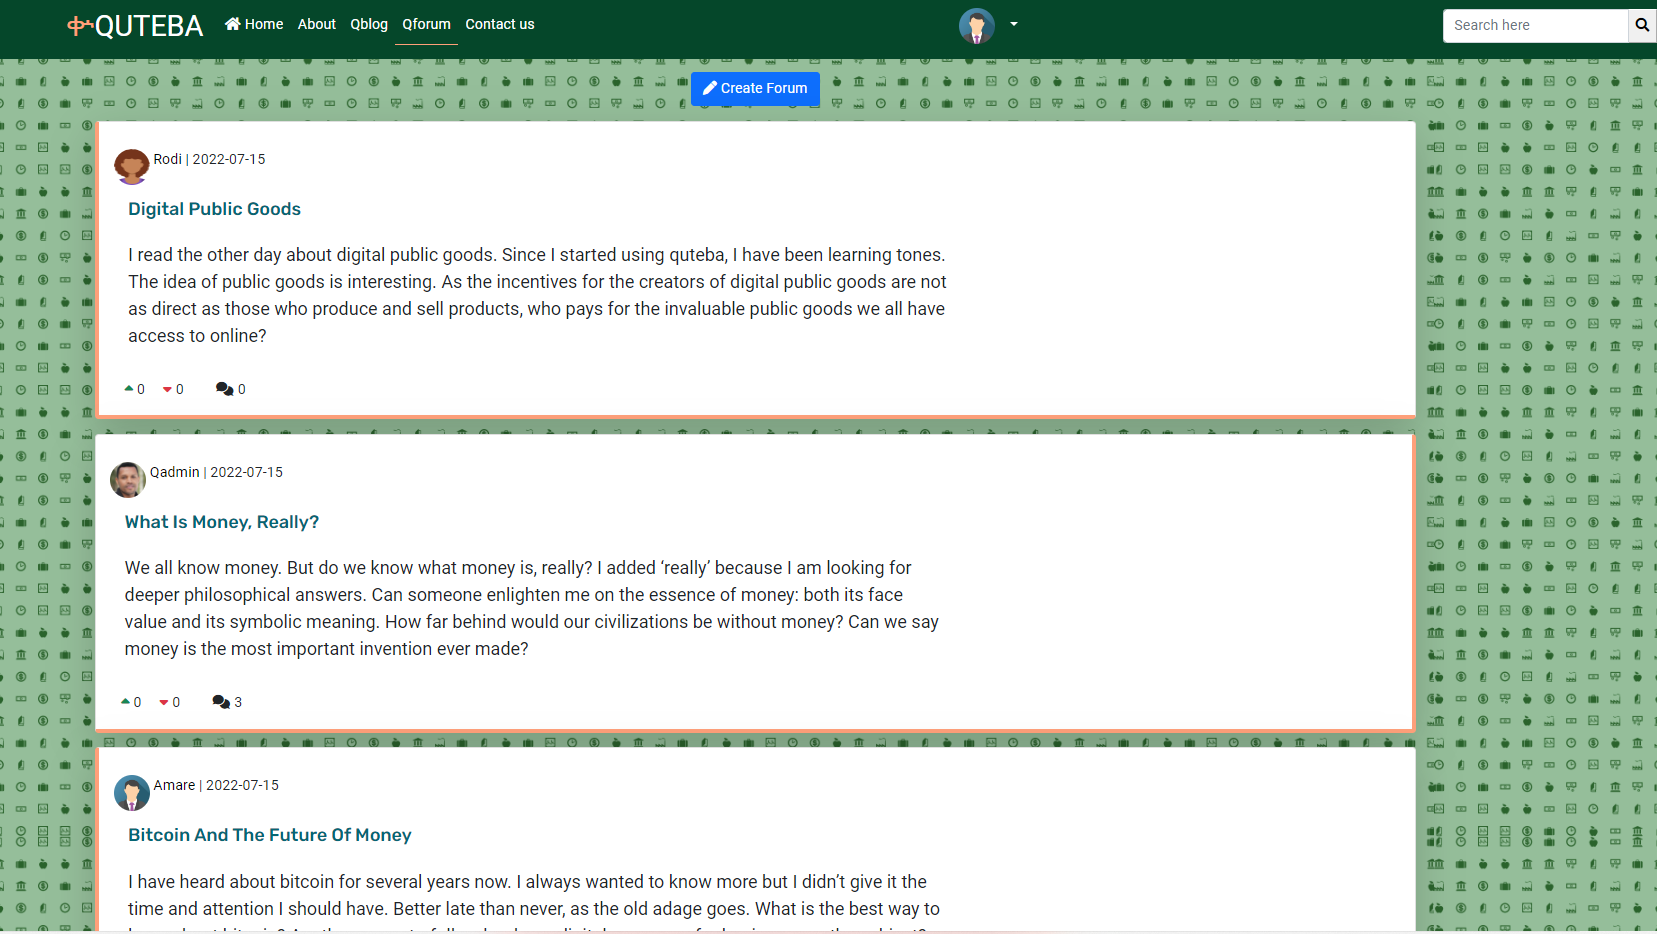 ቁጠባQUTEBA
Home About Qblog Qforum Contact us
Search here
Create Forum
Rodi | 2022-07-15
Digital Public Goods
I read the other day about digital public goods. Since I started using quteba, I have been learning tones.
The idea of public goods is interesting. As the incentives for the creators of digital public goods are not
as direct as those who produce and sell products, who pays for the invaluable public goods we all have
access to online?
0 0 0
Qadmin | 2022-07-15
What Is Money, Really?
We all know money. But do we know what money is, really? I added ‘really’ because I am looking for
deeper philosophical answers. Can someone enlighten me on the essence of money: both its face
value and its symbolic meaning. How far behind would our civilizations be without money? Can we say
money is the most important invention ever made?
0 0 3
Amare | 2022-07-15
Bitcoin And The Future Of Money
I have heard about bitcoin for several years now. I always wanted to know more but I didn’t give it the
time and attention I should have. Better late than never, as the old adage goes. What is the best way to